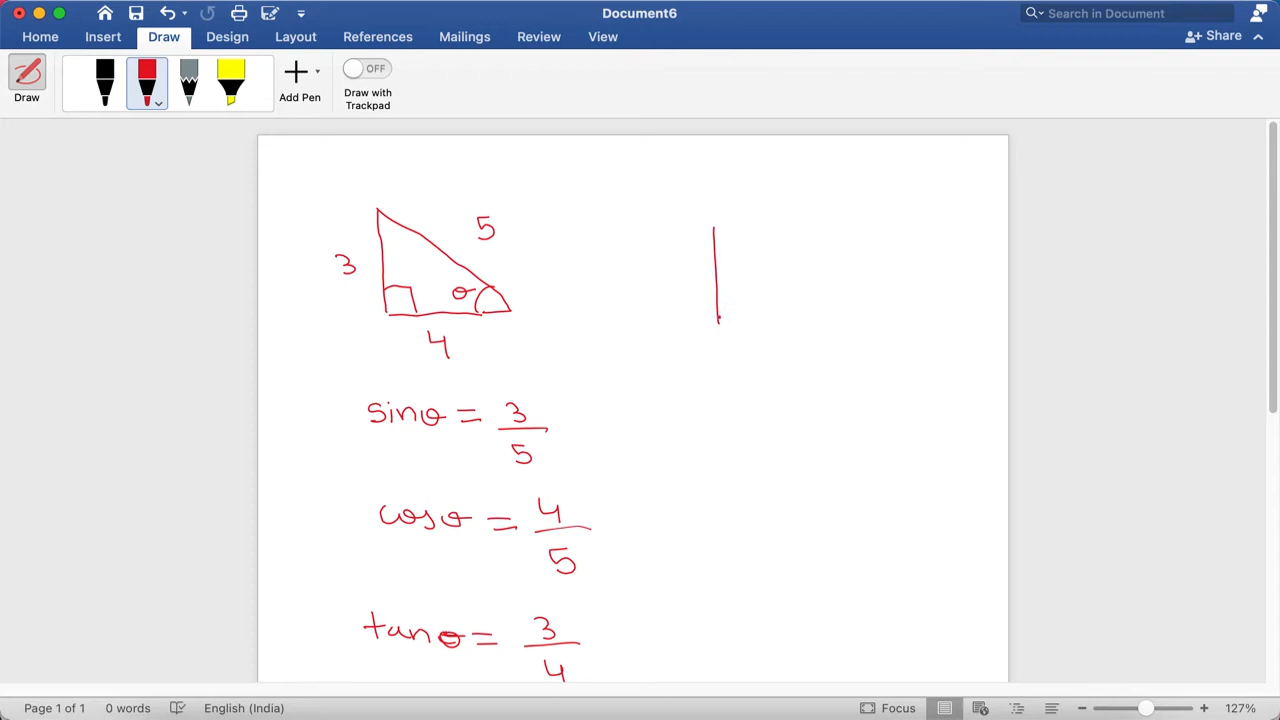 Document6
Search in Document
Home Insert Draw Design Layout References Mailings Review View Share
OFF
Draw Add Pen Draw with Trackpad
5
3
θ
4
sinθ = 3/5
cosθ = 4/5
tanθ = 3/4
Page 1 of 1 0 words English (India) Focus 127%